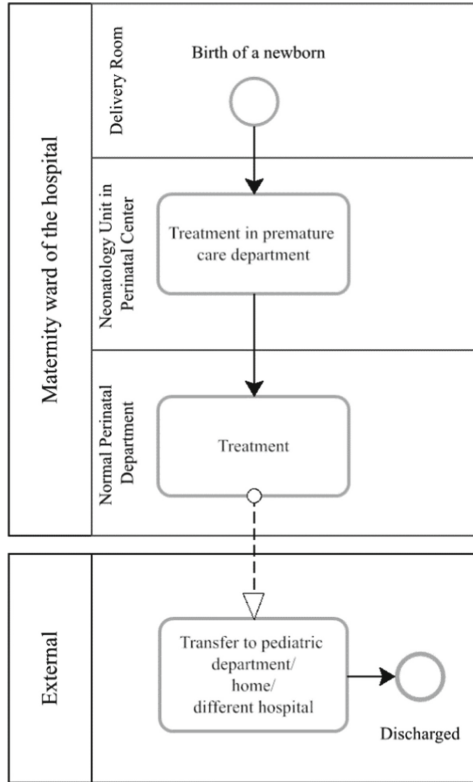 Maternity ward of the hospital
Delivery Room
Birth of a newborn
Neonatology Unit in
Perinatal Center
Treatment in premature
care department
Normal Perinatal
Department
Treatment
External
Transfer to pediatric
department/
home/
different hospital
Discharged